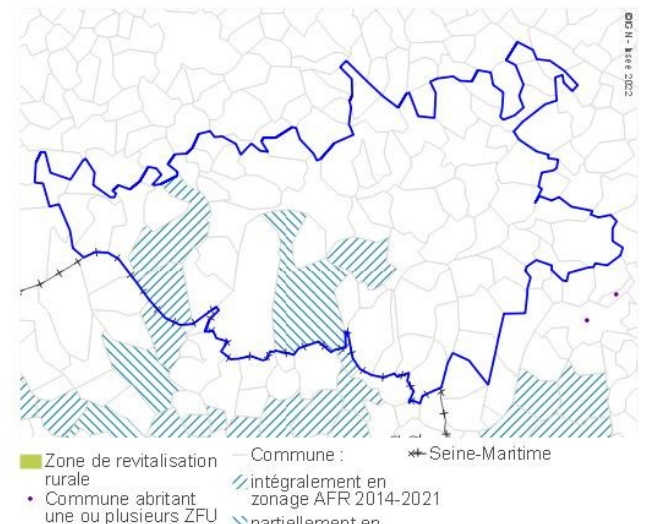 ©IGN - Insee 2022
Zone de revitalisation
rurale
• Commune abritant
une ou plusieurs ZFU
Commune :
intégralement en
zonage AFR 2014-2021
partiellement en
Seine-Maritime